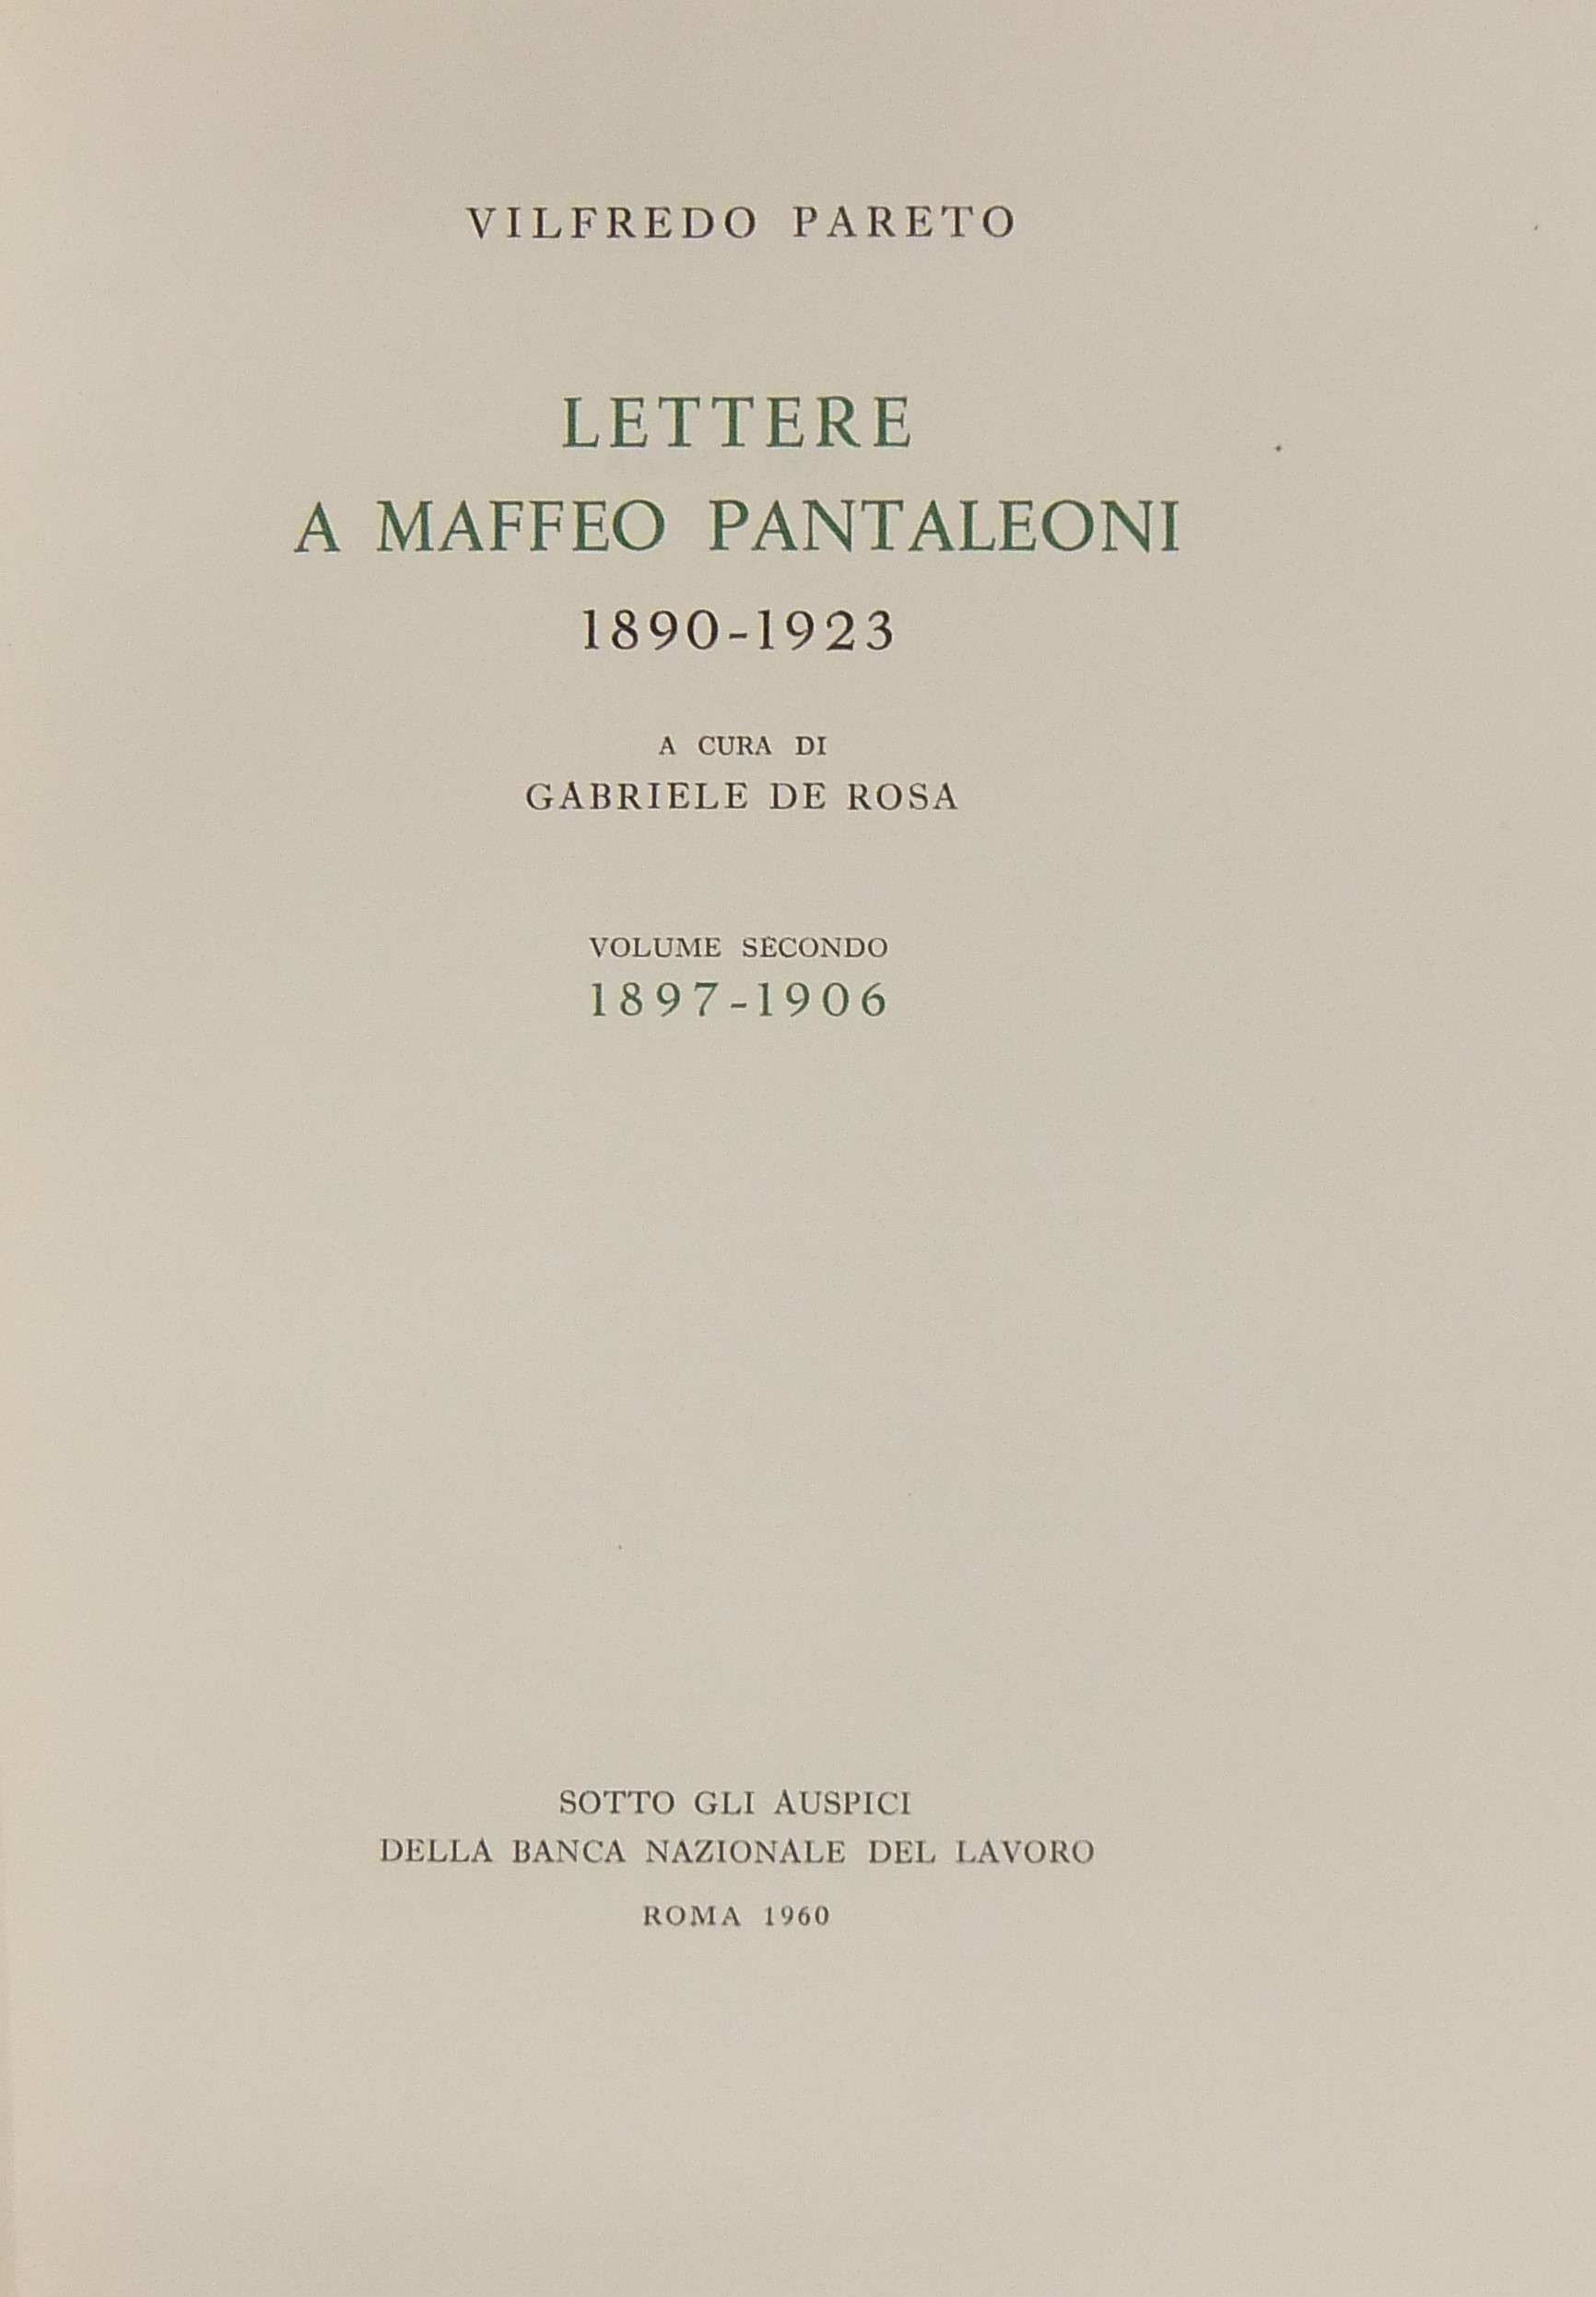 VILFREDO PARETO
LETTERE
A MAFFEO PANTALEONI
1890-1923
A CURA DI
GABRIELE DE ROSA
VOLUME SECONDO
1897-1906
SOTTO GLI AUSPICI
DELLA BANCA NAZIONALE DEL LAVORO
ROMA 1960